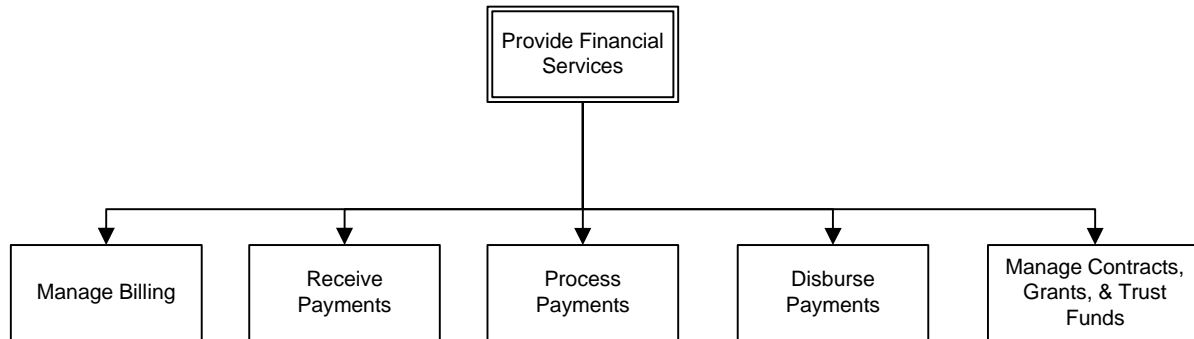 Provide Financial
Services
Manage Billing
Receive
Payments
Process
Payments
Disburse
Payments
Manage Contracts,
Grants, & Trust
Funds